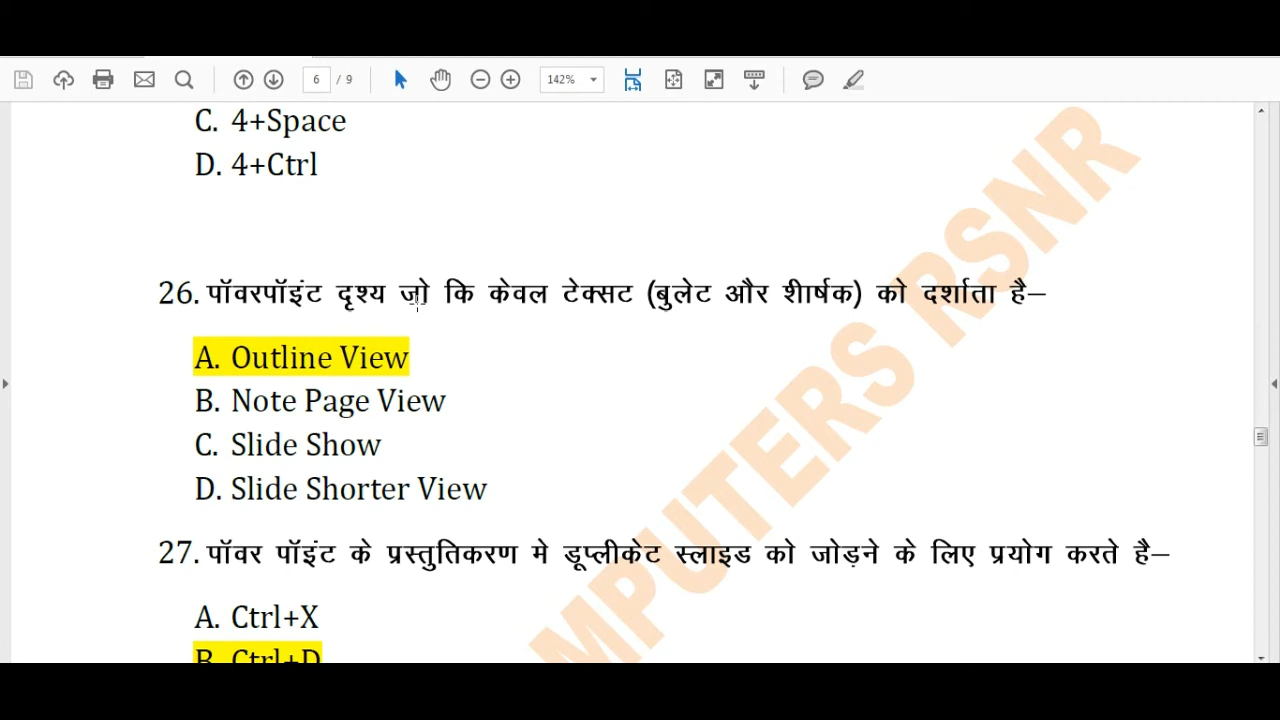 6 / 9 142%
C. 4+Space
D. 4+Ctrl
26. पॉवरपॉइंट दृश्य जो कि केवल टेक्सट (बुलेट और शीार्षक) को दर्शाता है–
A. Outline View
B. Note Page View
C. Slide Show
D. Slide Shorter View
27. पॉवर पॉइंट के प्रस्तुतिकरण मे डूप्लीकेट स्लाइड को जोड़ने के लिए प्रयोग करते है–
A. Ctrl+X
B. Ctrl+D
MPUTERS RSNR